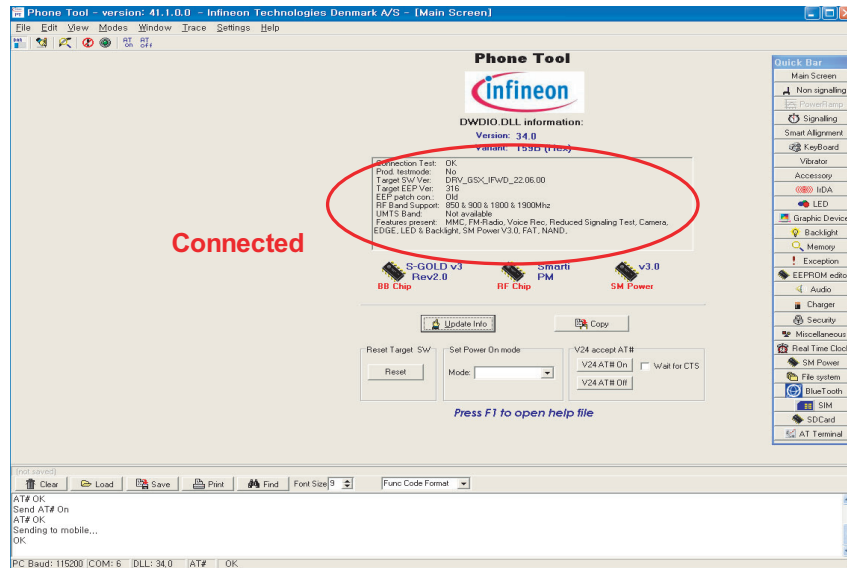 Phone Tool - version: 41.1.0.0 - Infineon Technologies Denmark A/S - [Main Screen]
File Edit View Modes Window Trace Settings Help
AT on AT off
Phone Tool
infineon
DWDIO.DLL information:
Version: 34.0
Variant: T59B (Flex)
Connection Test: OK
Prod. testmode: No
Target SW Ver: DRV_GSX_IFWD_22.06.00
Target EEP Ver: 316
EEP patch con.: Old
RF Band Support: 850 & 900 & 1800 & 1900Mhz
UMTS Band: Not available
Features present: MMC, FM-Radio, Voice Rec, Reduced Signaling Test, Camera,
EDGE, LED & Backlight, SM Power V3.0, FAT, NAND,
Connected
S-GOLD v3
Rev2.0
BB Chip
Smarti
PM
RF Chip
v3.0
SM Power
Update Info
Copy
Reset Target SW
Reset
Set Power On mode
Mode:
V24 accept AT#
V24 AT# On
Wait for CTS
V24 AT# Off
Press F1 to open help file
Quick Bar
Main Screen
Non signalling
PowerRamp
Signalling
Smart Allignment
KeyBoard
Vibrator
Accessory
IrDA
LED
Graphic Device
Backlight
Memory
Exception
EEPROM edito
Audio
Charger
Security
Miscellaneous
Real Time Cloc
SM Power
File system
BlueTooth
SIM
SDCard
AT Terminal
(not saved)
Clear Load Save Print Find Font Size 9 Func Code Format
AT# OK
Send AT# On
AT# OK
Sending to mobile...
OK
PC Baud: 115200 COM: 6 DLL: 34.0 AT# OK